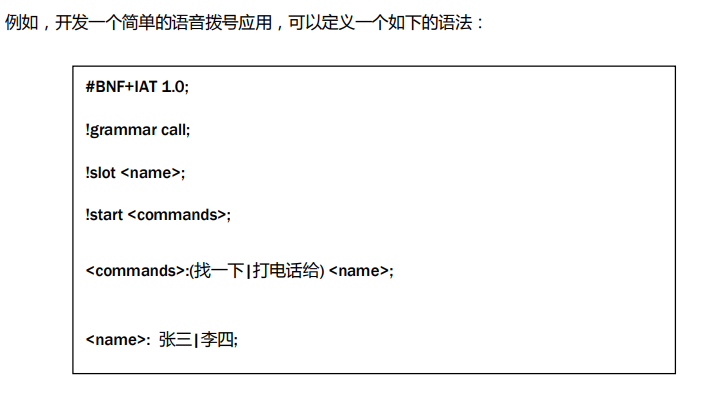 例如，开发一个简单的语音拨号应用，可以定义一个如下的语法：
#BNF+IAT 1.0;
!grammar call;
!slot <name>;
!start <commands>;
<commands>:(找一下|打电话给) <name>;
<name>: 张三|李四;